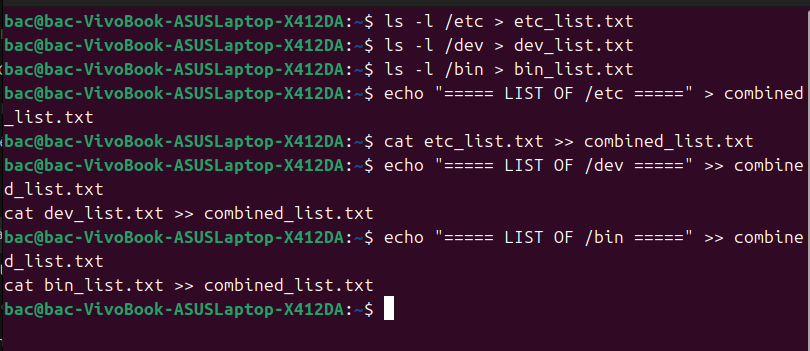 bac@bac-VivoBook-ASUSLaptop-X412DA:~$ ls -l /etc > etc_list.txt
bac@bac-VivoBook-ASUSLaptop-X412DA:~$ ls -l /dev > dev_list.txt
bac@bac-VivoBook-ASUSLaptop-X412DA:~$ ls -l /bin > bin_list.txt
bac@bac-VivoBook-ASUSLaptop-X412DA:~$ echo "===== LIST OF /etc =====" > combined
_list.txt
bac@bac-VivoBook-ASUSLaptop-X412DA:~$ cat etc_list.txt >> combined_list.txt
bac@bac-VivoBook-ASUSLaptop-X412DA:~$ echo "===== LIST OF /dev =====" >> combine
d_list.txt
cat dev_list.txt >> combined_list.txt
bac@bac-VivoBook-ASUSLaptop-X412DA:~$ echo "===== LIST OF /bin =====" >> combine
d_list.txt
cat bin_list.txt >> combined_list.txt
bac@bac-VivoBook-ASUSLaptop-X412DA:~$